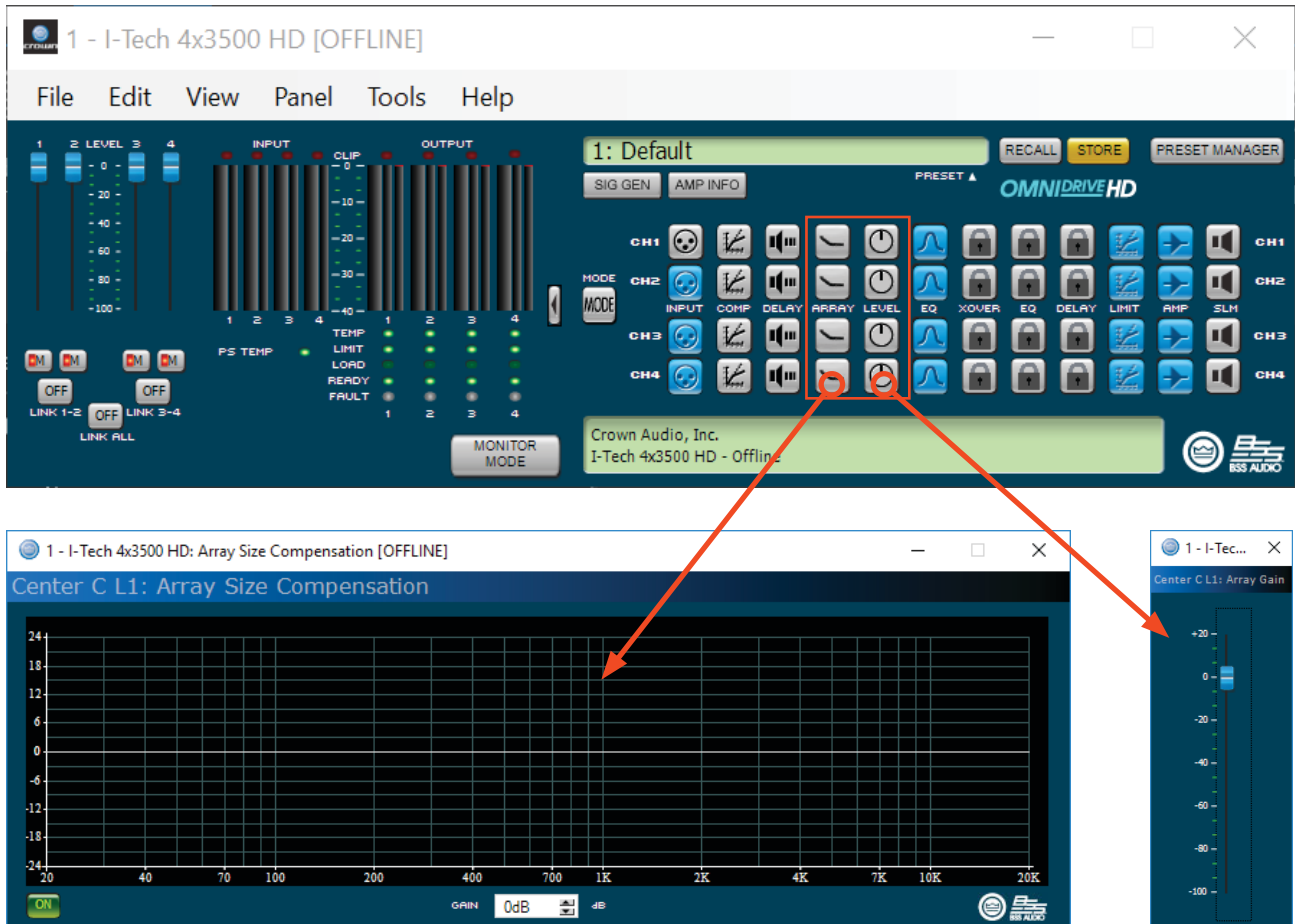 crown 1 - I-Tech 4x3500 HD [OFFLINE]
File Edit View Panel Tools Help
1 2 LEVEL 3 4
- 0 -
- 20 -
- 40 -
- 60 -
- 80 -
-100-
INPUT
CLIP
OUTPUT
-0-
-10-
-20-
-30-
-40-
1 2 3 4
1 2 3 4
TEMP
LIMIT
LOAD
READY
FAULT
1 2 3 4
PS TEMP
M M M M
OFF OFF
LINK 1-2 OFF LINK 3-4
LINK ALL
MONITOR
MODE
1: Default
RECALL STORE PRESET MANAGER
SIG GEN AMP INFO
PRESET
OMNIDRIVEHD
CH1 CH1
MODE CH2 CH2
MODE
INPUT COMP DELAY ARRAY LEVEL EQ XOVER EQ DELAY LIMIT AMP SLM
CH3 CH3
CH4 CH4
Crown Audio, Inc.
I-Tech 4x3500 HD - Offline
BSS AUDIO
1 - I-Tech 4x3500 HD: Array Size Compensation [OFFLINE]
Center C L1: Array Size Compensation
24
18
12
6
0
-6
-12
-18
-24
20 40 70 100 200 400 700 1K 2K 4K 7K 10K 20K
ON
GAIN 0dB dB
BSS AUDIO
1 - I-Tec...
Center C L1: Array Gain
+20
0
-20
-40
-60
-80
-100